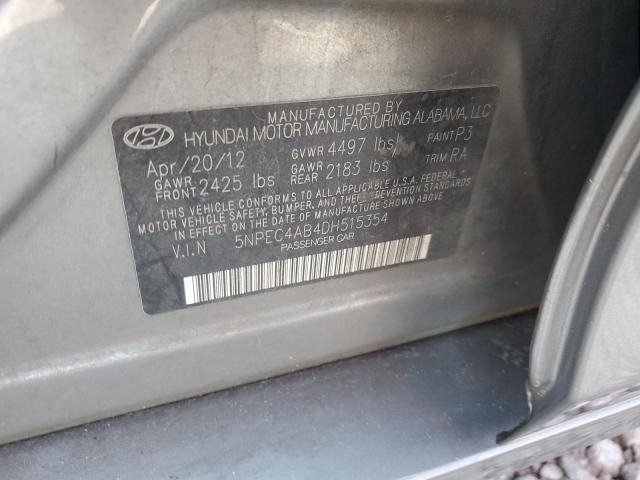 MANUFACTURED BY
HYUNDAI MOTOR MANUFACTURING ALABAMA, LLC
Apr/20/12 GVWR 4497 lbs PAINT P3
GAWR FRONT 2425 lbs GAWR REAR 2183 lbs TRIM RA
THIS VEHICLE CONFORMS TO ALL APPLICABLE U.S.A. FEDERAL
MOTOR VEHICLE SAFETY, BUMPER, AND THEFT PREVENTION STANDARDS
IN EFFECT ON THE DATE OF MANUFACTURE SHOWN ABOVE.
V.I.N 5NPEC4AB4DH515354
PASSENGER CAR